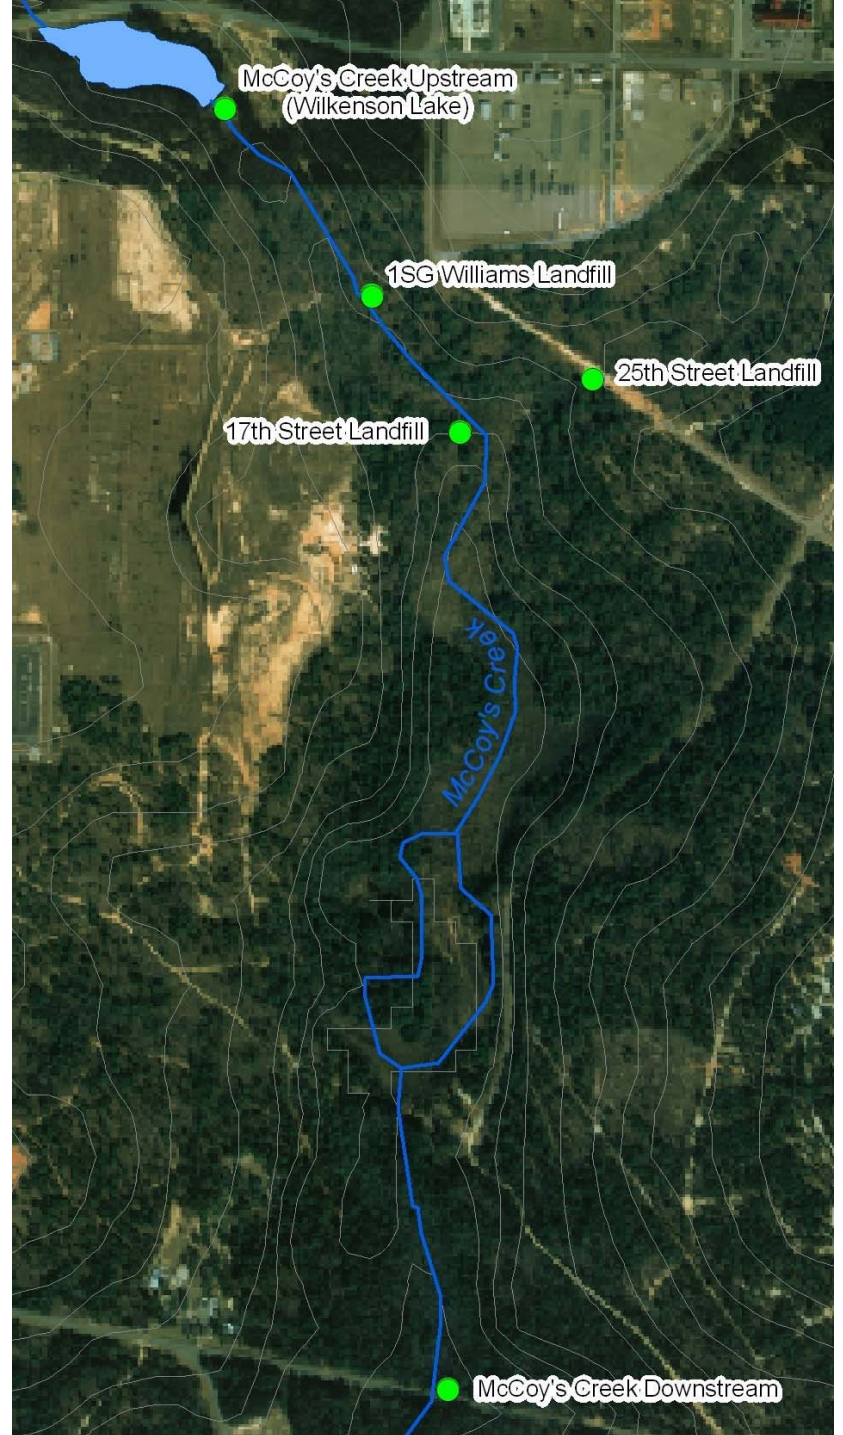 McCoy's Creek Upstream
(Wilkenson Lake)
1SG Williams Landfill
25th Street Landfill
17th Street Landfill
McCoy's Creek
McCoy's Creek Downstream